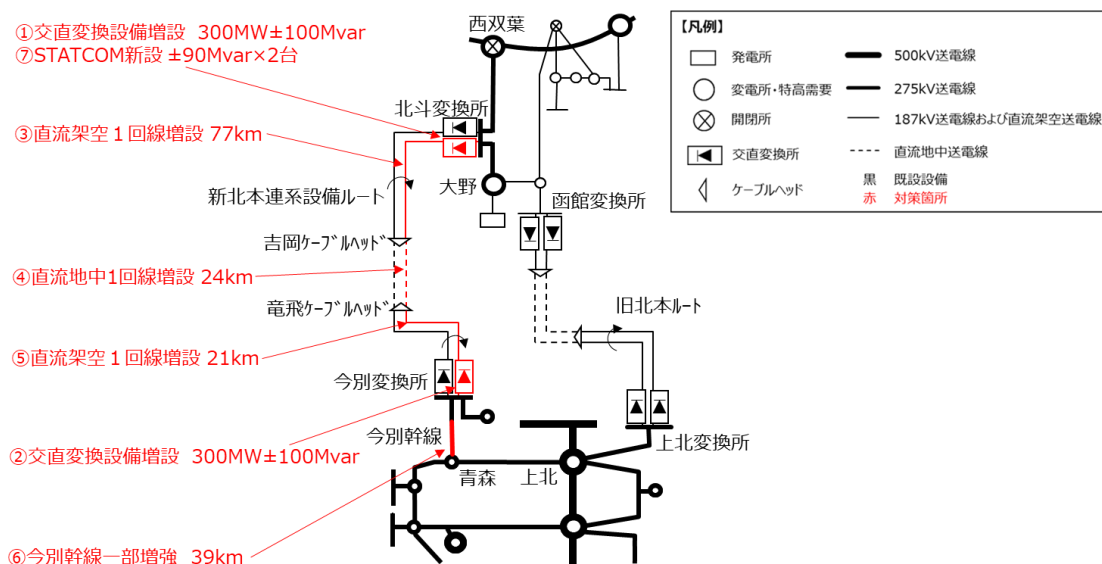 ①交直変換設備増設 300MW±100Mvar
⑦STATCOM新設 ±90Mvar×2台
西双葉
北斗変換所
③直流架空1回線増設 77km
大野
新北本連系設備ルート
函館変換所
吉岡ケーブルヘッド
④直流地中1回線増設 24km
竜飛ケーブルヘッド
旧北本ルート
⑤直流架空1回線増設 21km
今別変換所
今別幹線
上北変換所
②交直変換設備増設 300MW±100Mvar
青森
上北
⑥今別幹線一部増強 39km
【凡例】
発電所
500kV送電線
変電所・特高需要
275kV送電線
開閉所
187kV送電線および直流架空送電線
交直変換所
直流地中送電線
ケーブルヘッド
黒 既設設備
赤 対策箇所